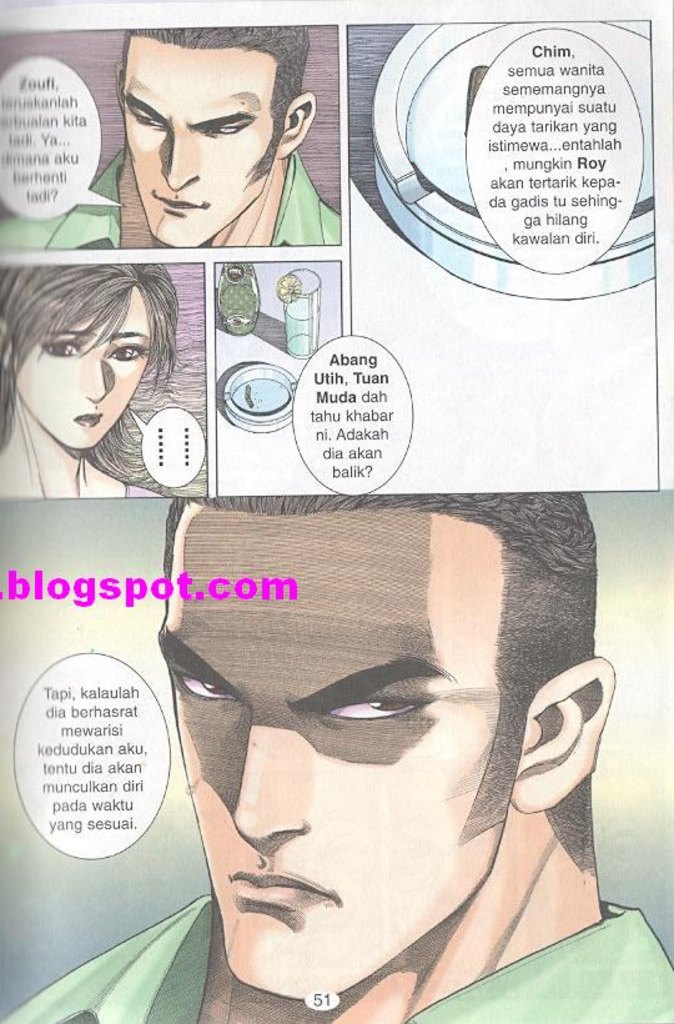 Zoufi,
teruskanlah
perbualan kita
tadi. Ya...
dimana aku
berhenti
tadi?
Chim,
semua wanita
sememangnya
mempunyai suatu
daya tarikan yang
istimewa...entahlah
, mungkin Roy
akan tertarik kepa-
da gadis tu sehing-
ga hilang
kawalan diri.
Abang
Utih, Tuan
Muda dah
tahu khabar
ni. Adakah
dia akan
balik?
.blogspot.com
Tapi, kalaulah
dia berhasrat
mewarisi
kedudukan aku,
tentu dia akan
munculkan diri
pada waktu
yang sesuai.
51